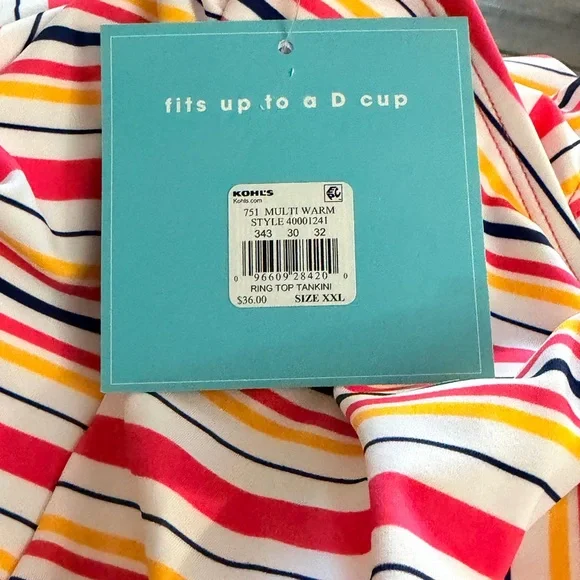 fits up to a D cup
KOHL'S
Kohls.com
751 MULTI WARM
STYLE 40001241
343 30 32
0 96609 28420 0
RING TOP TANKINI
$36.00 SIZE XXL